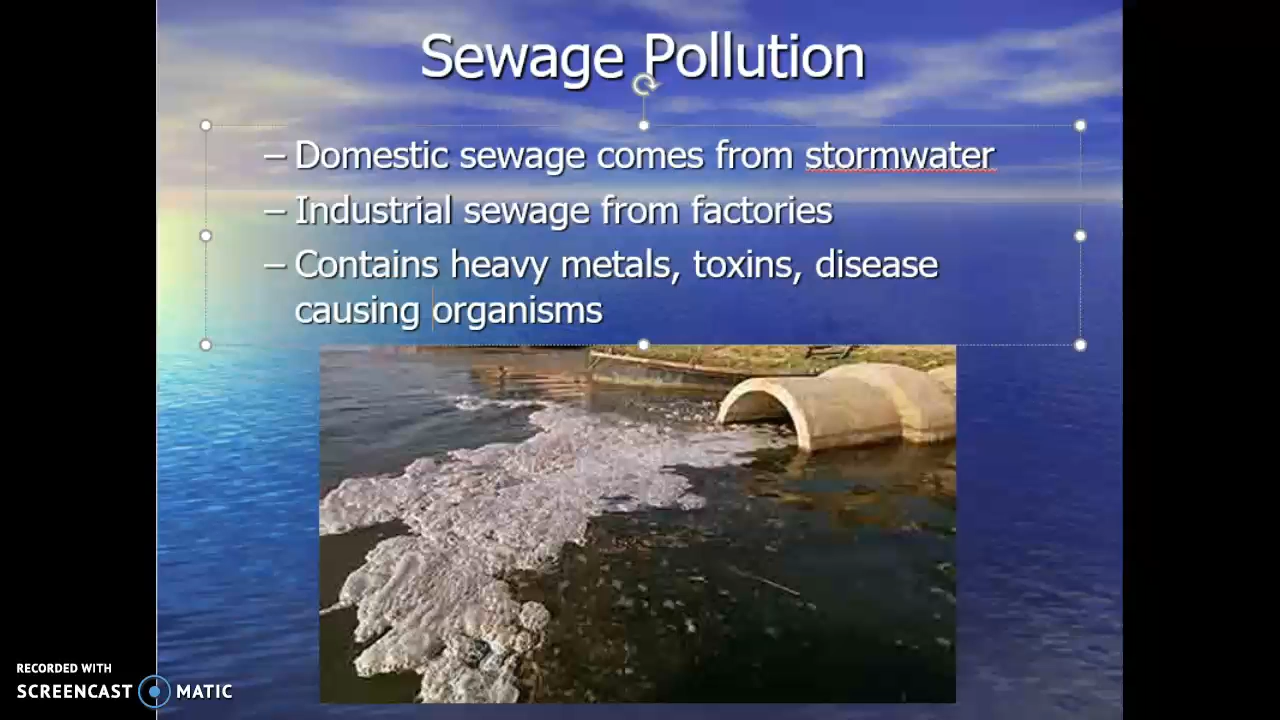 Sewage Pollution
– Domestic sewage comes from stormwater
– Industrial sewage from factories
– Contains heavy metals, toxins, disease
causing organisms
RECORDED WITH
SCREENCAST MATIC